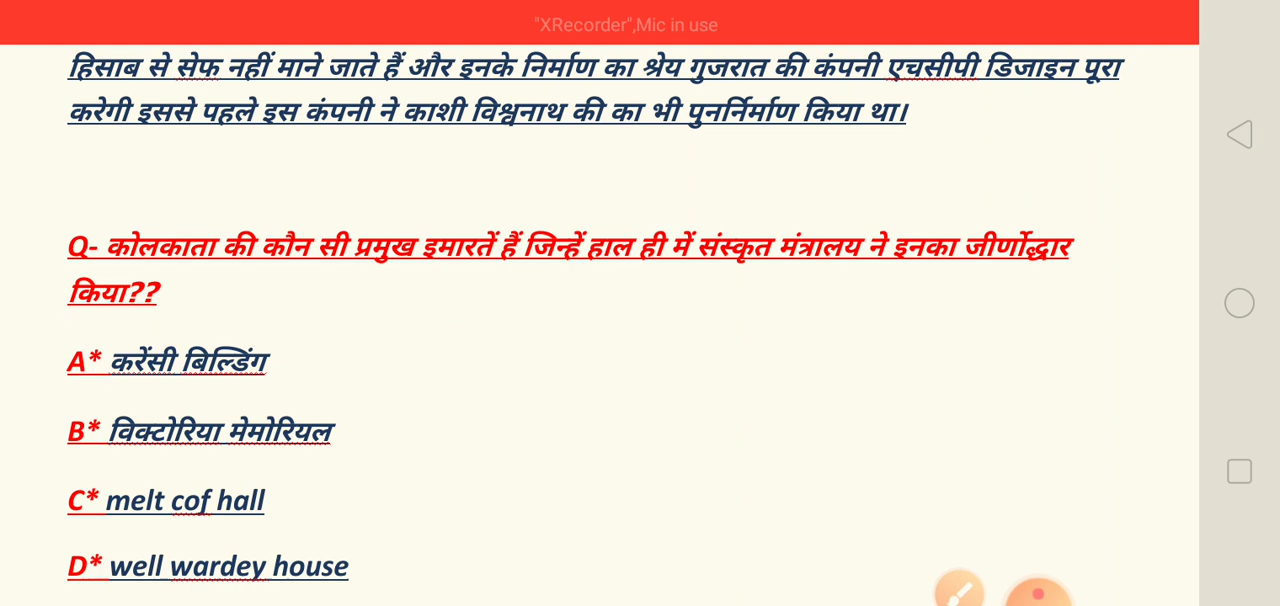 "XRecorder",Mic in use
हिसाब से सेफ नहीं माने जाते हैं और इनके निर्माण का श्रेय गुजरात की कंपनी एचसीपी डिजाइन पूरा
करेगी इससे पहले इस कंपनी ने काशी विश्वनाथ की का भी पुनर्निर्माण किया था।
Q- कोलकाता की कौन सी प्रमुख इमारतें हैं जिन्हें हाल ही में संस्कृत मंत्रालय ने इनका जीर्णोद्धार
किया??
A* करेंसी बिल्डिंग
B* विक्टोरिया मेमोरियल
C* melt cof hall
D* well wardey house